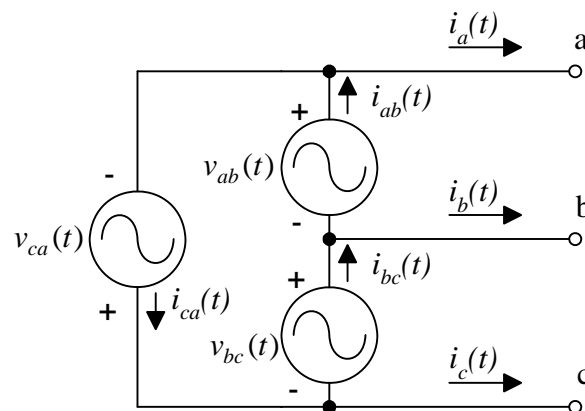 i_a(t)
a
+
i_ab(t)
-
v_ab(t)
i_b(t)
b
v_ca(t)
-
+
i_bc(t)
+
i_ca(t)
v_bc(t)
i_c(t)
-
c